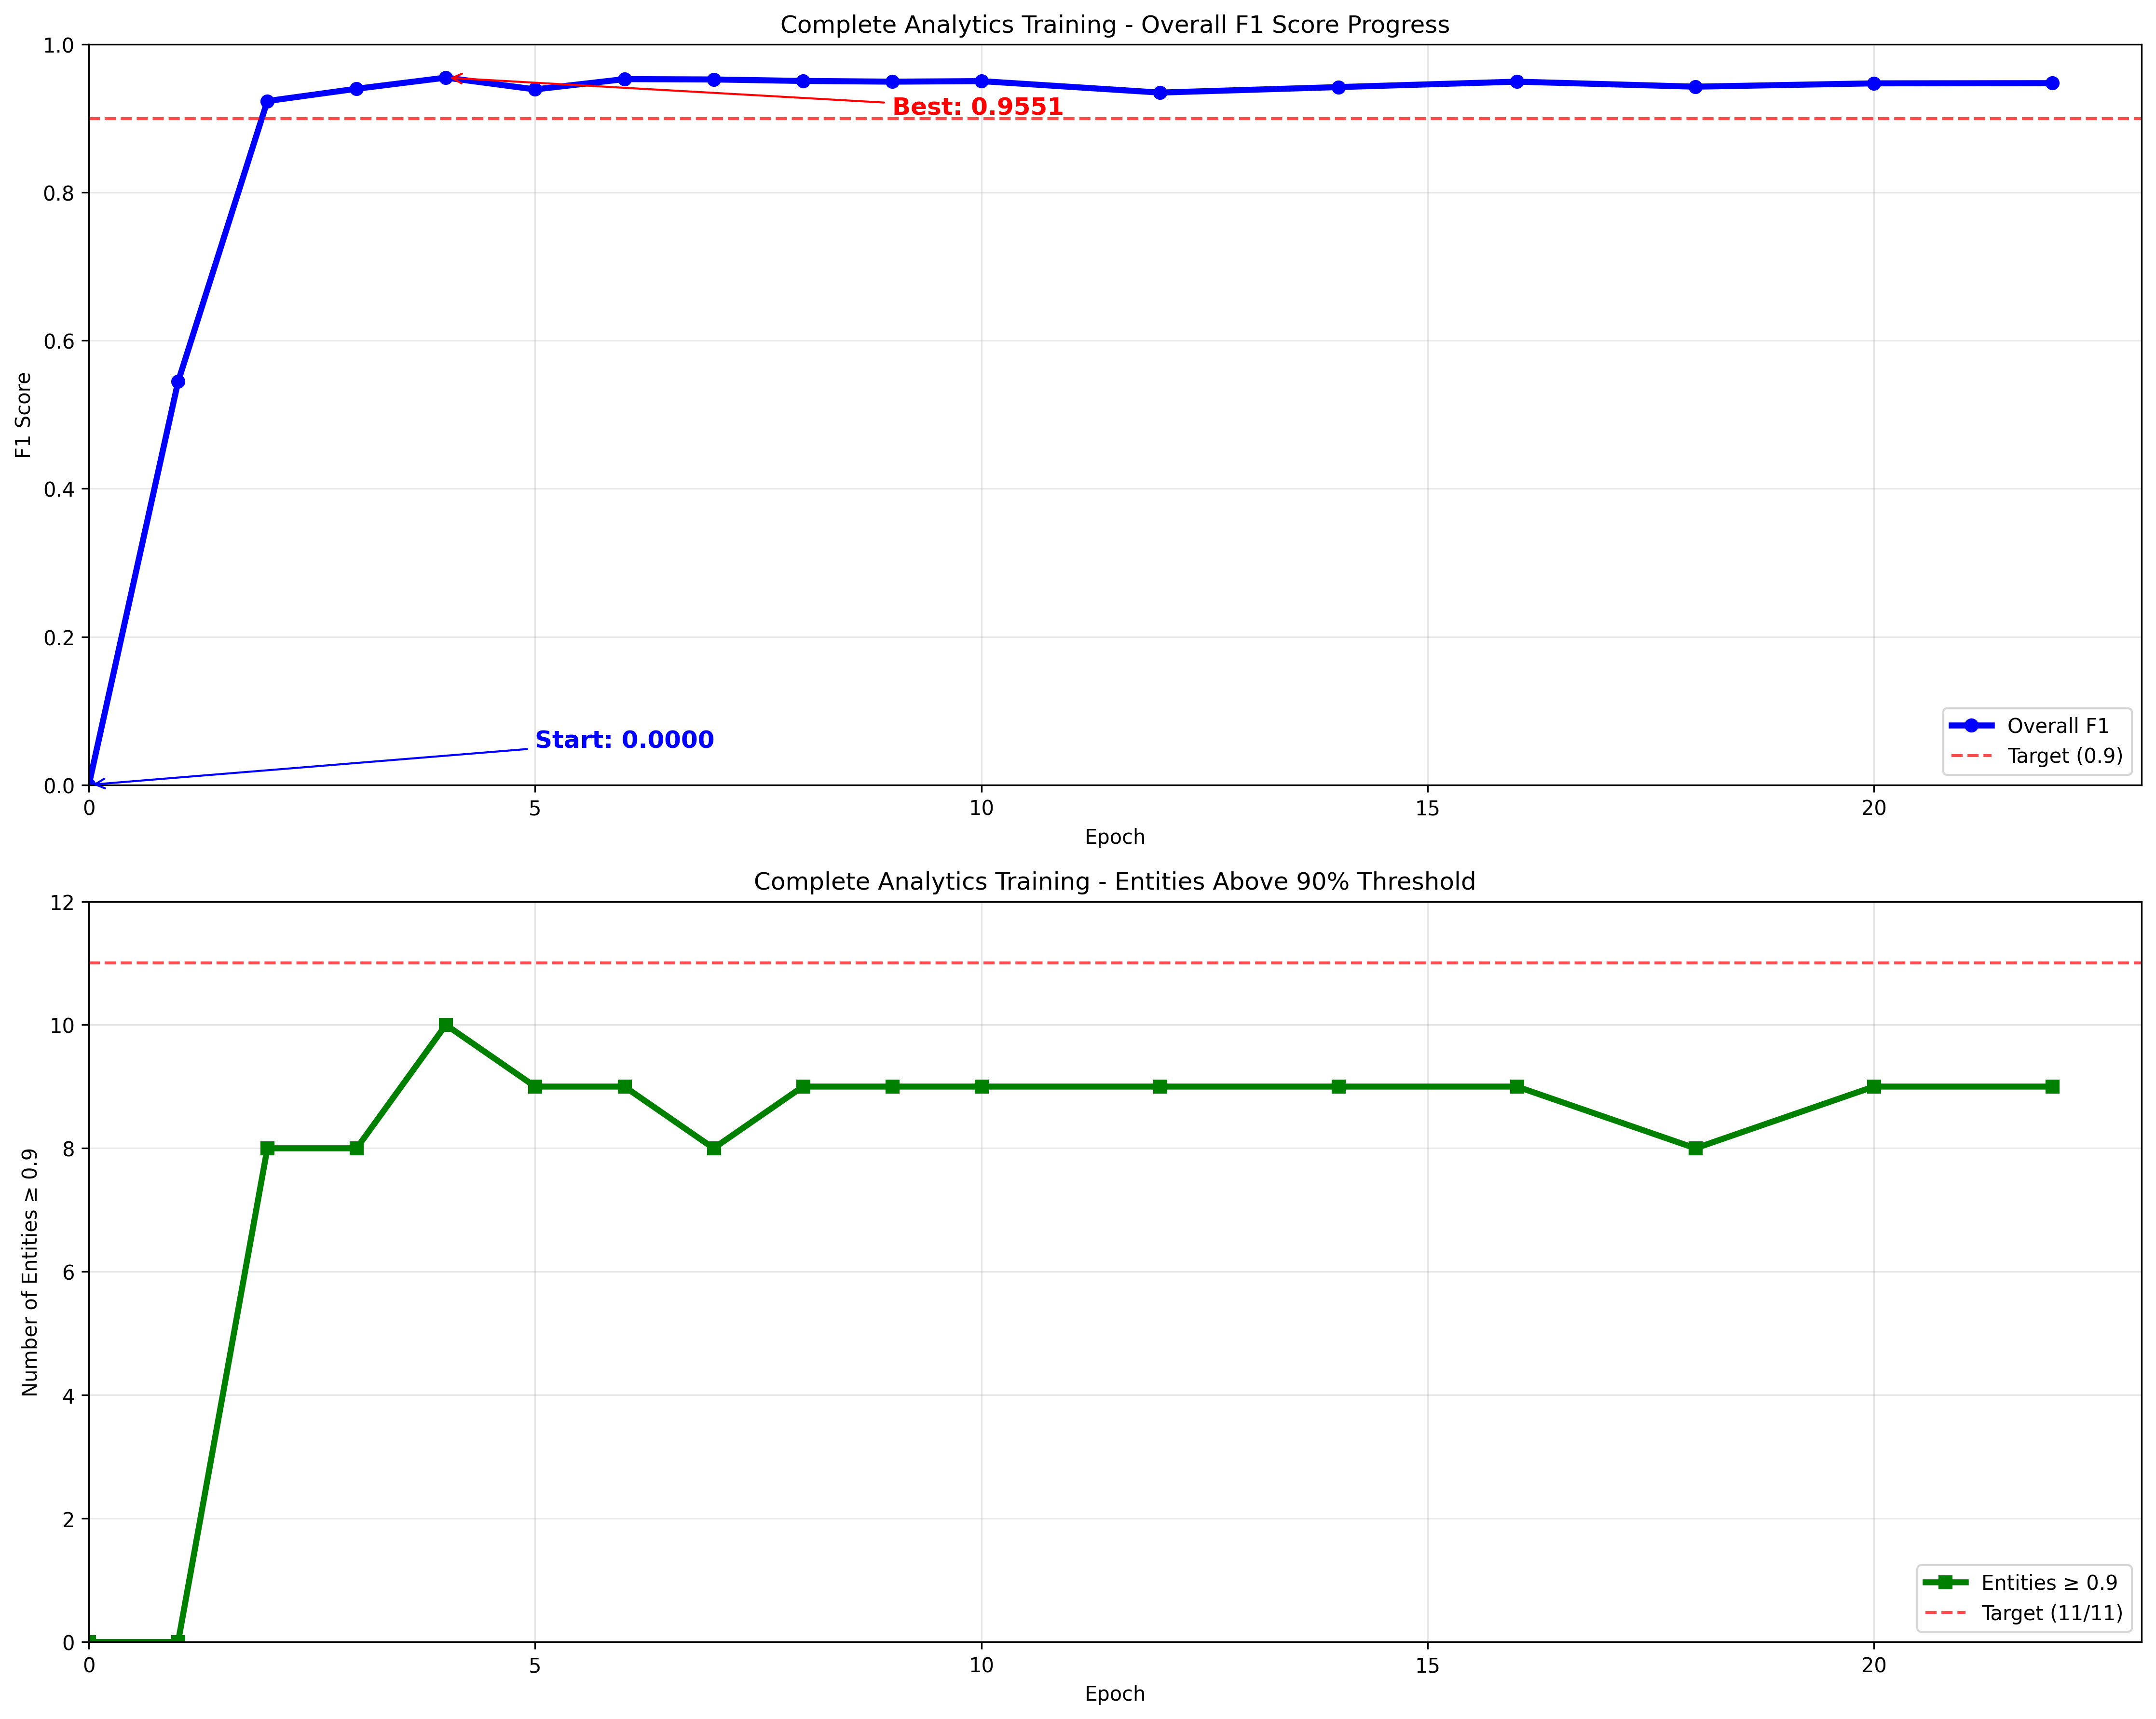 Complete Analytics Training - Overall F1 Score Progress
1.0
0.8
0.6
0.4
0.2
0.0
F1 Score
Best: 0.9551
Start: 0.0000
Overall F1
Target (0.9)
0 5 10 15 20
Epoch
Complete Analytics Training - Entities Above 90% Threshold
12
10
8
6
4
2
0
Number of Entities ≥ 0.9
Entities ≥ 0.9
Target (11/11)
0 5 10 15 20
Epoch